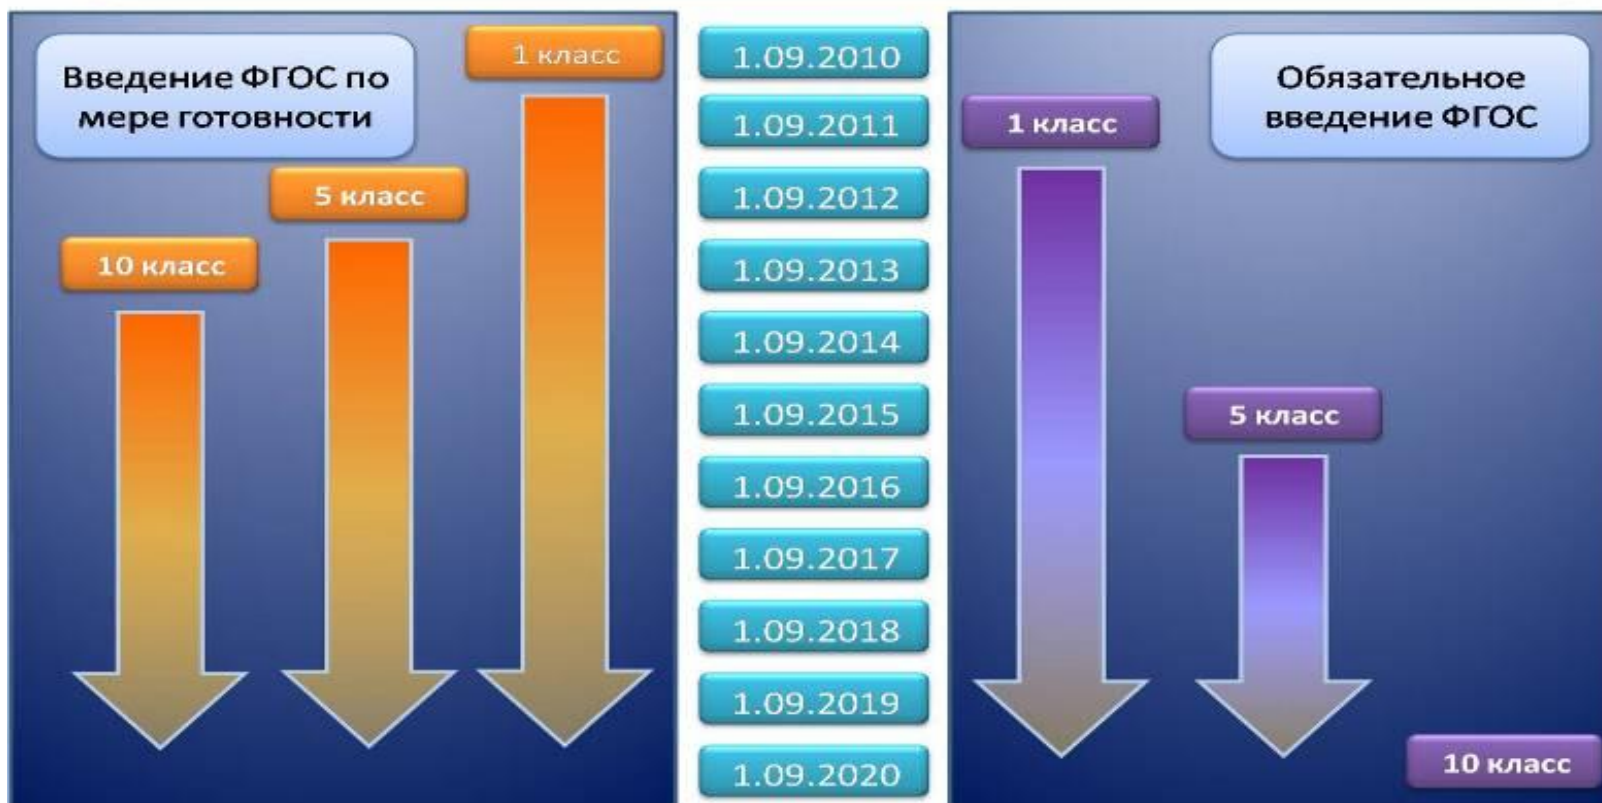 Введение ФГОС по
мере готовности
1 класс
5 класс
10 класс
1.09.2010
1.09.2011
1.09.2012
1.09.2013
1.09.2014
1.09.2015
1.09.2016
1.09.2017
1.09.2018
1.09.2019
1.09.2020
Обязательное
введение ФГОС
1 класс
5 класс
10 класс